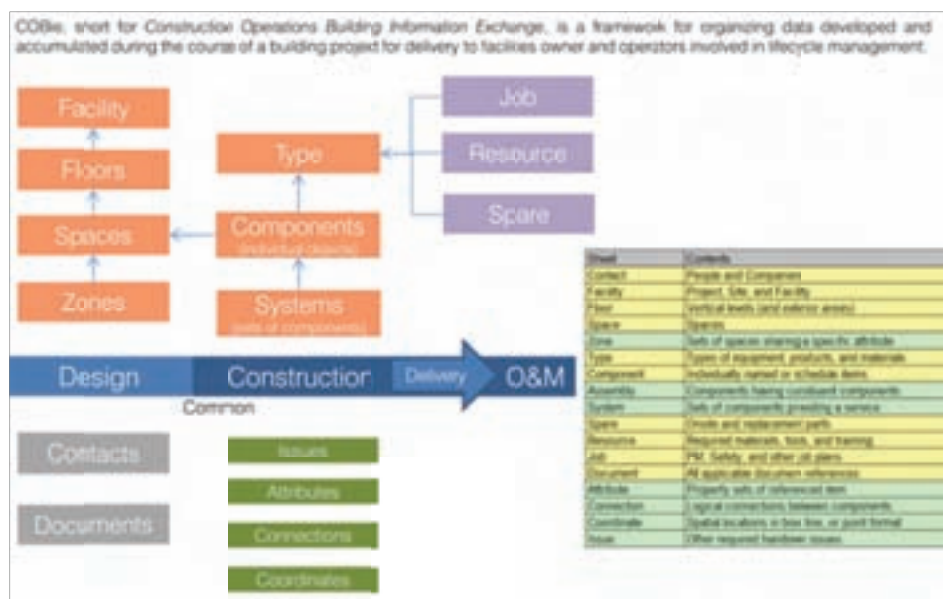 COBie, short for Construction Operations Building Information Exchange, is a framework for organizing data developed and
accumulated during the course of a building projekt for delivery to facilities owner and operators involved in lifecycle management.
Facility
Floors
Spaces
Zones
Type
Components
(individual objects)
Systems
(sets of components)
Job
Resource
Spare
Design
Construction
Delivery
O&M
Common
Contacts
Documents
Issues
Attributes
Connections
Coordinates
Sheet Contents
Contact People and Companies
Facility Project, Site, and Facility
Floor Vertical levels (and exterior areas)
Space Spaces
Zone Sets of spaces sharing a specific attribute
Type Types of equipment, products, and materials
Component Individually named or schedule items
Assembly Components having constituent components
System Sets of components providing a service
Spare Onsite and replacement parts
Resource Required materials, tools, and training
Job PM, Safety, and other job plans
Document All applicable document references
Attribute Property sets of referenced item
Connection Logical connections between components
Coordinate Spatial locations in box, line, or point format
Issue Other required handover issues.